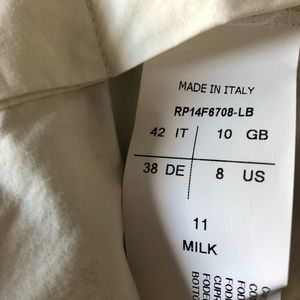 MADE IN ITALY
RP14F6708-LB
42 IT 10 GB
38 DE 8 US
11
MILK